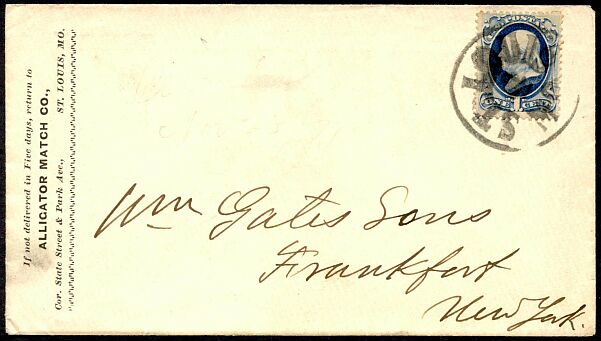 If not delivered in Five days, return to
ALLIGATOR MATCH CO.,
Cor. State Street & Park Ave., ST. LOUIS, MO.
POSTAGE
ONE CENT
Wm Gates Sons
Frankfort
New York.